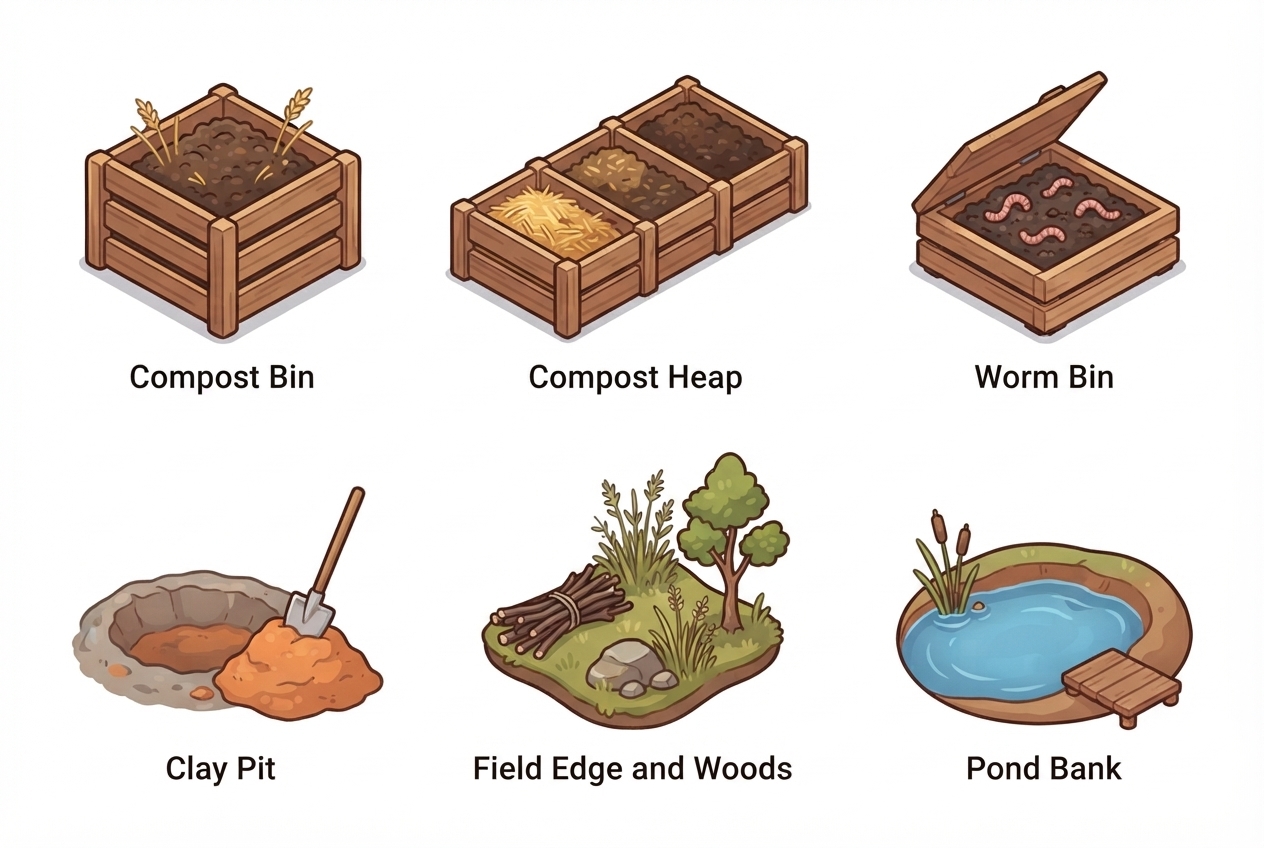 Compost Bin
Compost Heap
Worm Bin
Clay Pit
Field Edge and Woods
Pond Bank